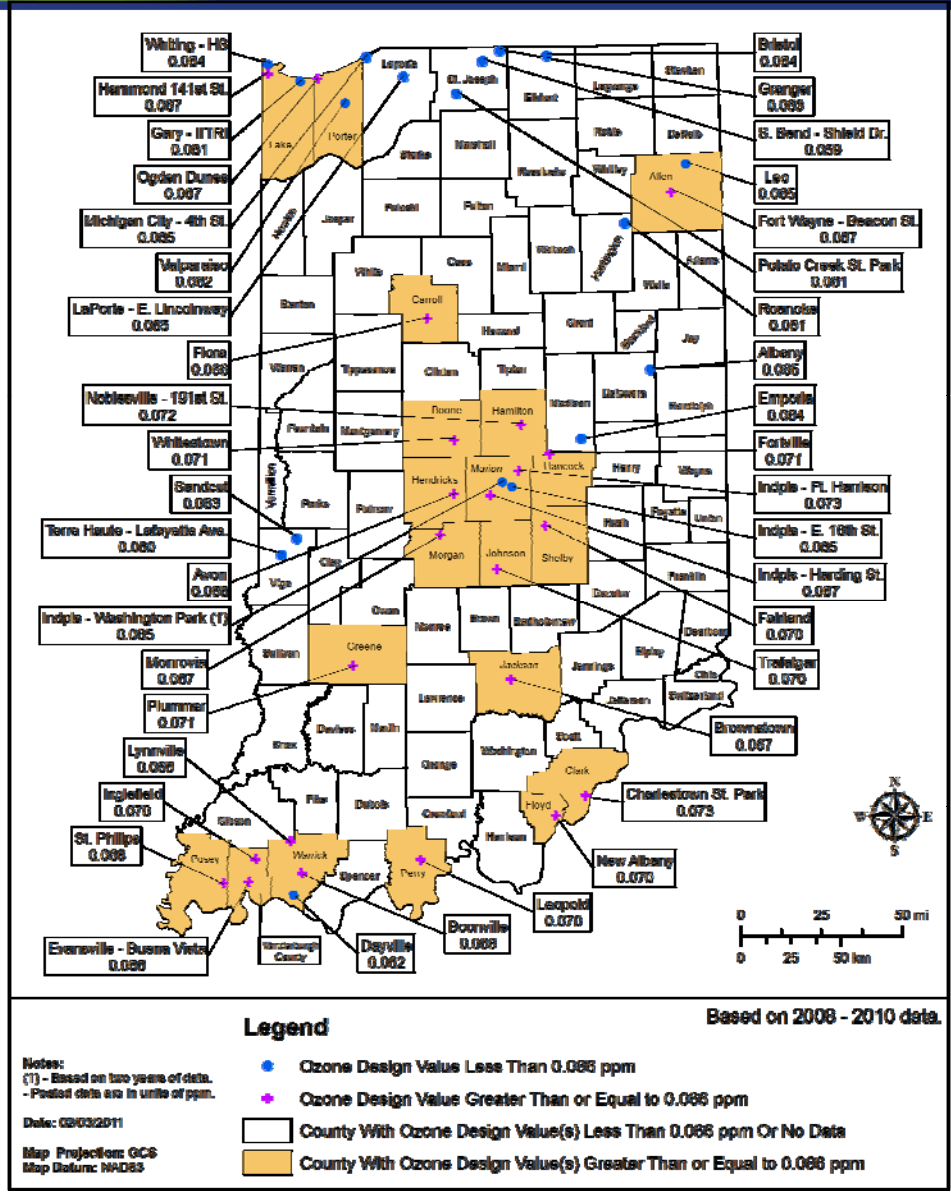 Whiting - HS
0.064
Hammond 141st St.
0.067
Gary - IITRI
0.061
Ogden Dunes
0.067
Michigan City - 4th St.
0.065
Valparaiso
0.062
LaPorte - E. Lincolnway
0.065
Flora
Noblesville - 191st St.
0.072
Whitestown
0.071
Sandcut
0.063
Terre Haute - Lafayette Ave.
0.060
Avon
Indpls - Washington Park (1)
0.065
Monrovia
0.067
Plummer
0.071
Lynnville
Inglefield
0.070
St. Philips
Evansville - Buena Vista
Bristol
0.064
Granger
S. Bend - Shield Dr.
0.059
Leo
0.065
Fort Wayne - Beacon St.
0.067
Potato Creek St. Park
0.061
Roanoke
0.061
Albany
0.065
Emporia
0.064
Fortville
0.071
Indpls - Ft. Harrison
0.073
Indpls - E. 16th St.
0.065
Indpls - Harding St.
0.067
Fairland
0.070
Trafalgar
0.070
Brownstown
0.067
Charlestown St. Park
0.073
New Albany
0.070
Leopold
0.070
Boonville
Dayville
0.062
Laporte
St. Joseph
Elkhart
Lagrange
Steuben
Lake
Porter
Noble
DeKalb
Starke
Marshall
Kosciusko
Whitley
Allen
Newton
Jasper
Pulaski
Fulton
Wabash
Huntington
Wells
Adams
White
Cass
Miami
Benton
Carroll
Howard
Grant
Blackford
Jay
Warren
Tippecanoe
Clinton
Tipton
Madison
Delaware
Randolph
Fountain
Montgomery
Boone
Hamilton
Vermillion
Parke
Putnam
Hendricks
Marion
Hancock
Henry
Wayne
Rush
Fayette
Union
Vigo
Clay
Morgan
Johnson
Shelby
Franklin
Owen
Monroe
Brown
Bartholomew
Decatur
Dearborn
Sullivan
Greene
Jackson
Jennings
Ripley
Ohio
Switzerland
Jefferson
Lawrence
Knox
Daviess
Martin
Orange
Washington
Scott
Clark
Floyd
Gibson
Pike
Dubois
Crawford
Harrison
Posey
Warrick
Spencer
Perry
Vanderburgh
County
N
W
E
S
0 25 50 mi
0 25 50 km
Based on 2008 - 2010 data.
Legend
Notes:
(1) - Based on two years of data.
- Posted data are in units of ppm.
Date: 02/03/2011
Map Projection: GCS
Map Datum: NAD83
Ozone Design Value Less Than 0.066 ppm
Ozone Design Value Greater Than or Equal to 0.066 ppm
County With Ozone Design Value(s) Less Than 0.066 ppm Or No Data
County With Ozone Design Value(s) Greater Than or Equal to 0.066 ppm